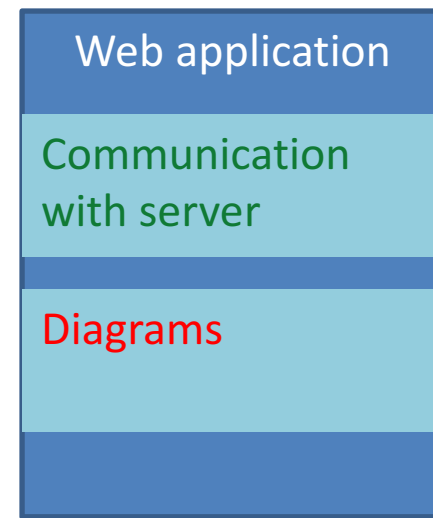 Web application
Communication
with server
Diagrams